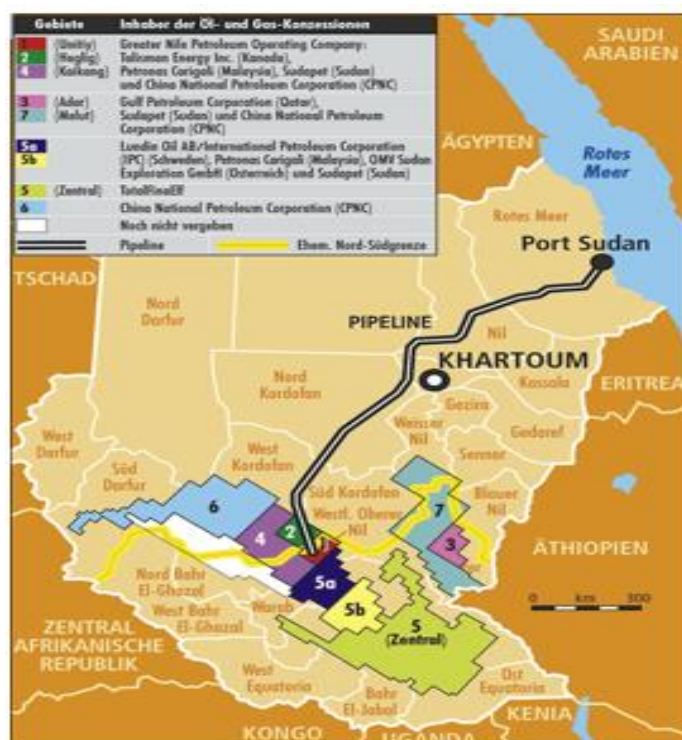 Gebiete Inhaber der Öl- und Gas-Konzessionen
1 (Unitiy) Greater Nile Petroleum Operating Company:
2 (Heglig) Talisman Energy Inc. (Kanada),
4 (Kaikang) Petronas Carigali (Malaysia), Sudapet (Sudan)
und China National Petroleum Corporation (CPNC)
3 (Adar) Gulf Petroleum Corporation (Qatar),
7 (Melut) Sudapet (Sudan) und China National Petroleum
Corporation (CPNC)
5a Lundin Oil AB/International Petroleum Corporation
5b (IPC) (Schweden), Petronas Carigali (Malaysia), OMV Sudan
Exploration GmbH (Österreich) und Sudapet (Sudan)
5 (Zentral) TotalFinaElf
6 China National Petroleum Corporation (CPNC)
Noch nicht vergeben
Pipeline Ehem. Nord-Südgrenze
SAUDI
ARABIEN
ÄGYPTEN
Rotes
Meer
Rotes Meer
Port Sudan
TSCHAD
Nord
Darfur
PIPELINE
Nil
KHARTOUM
Kassala
ERITREA
Nord
Kordofan
Gezira
Gedaref
Weisser
Nil
Sennar
West
Darfur
West
Kordofan
Süd
Darfur
Süd Kordofan
Blauer
Nil
6
7
2
Westl. Oberer
Nil
4
1
3
5a
ÄTHIOPIEN
Nord Bahr
El-Ghazal
5b
0 km 300
West Bahr
El-Ghazal
Warab
5
(Zentral)
ZENTRAL
AFRIKANISCHE
REPUBLIK
West
Equatoria
Ost
Equatoria
Bahr
El-Jabal
KENIA
KONGO
UGANDA